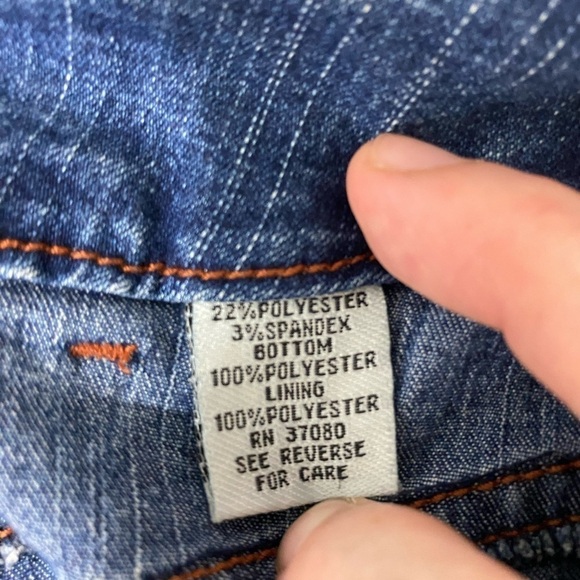 22%POLYESTER
3%SPANDEX
BOTTOM
100%POLYESTER
LINING
100%POLYESTER
RN 37080
SEE REVERSE
FOR CARE